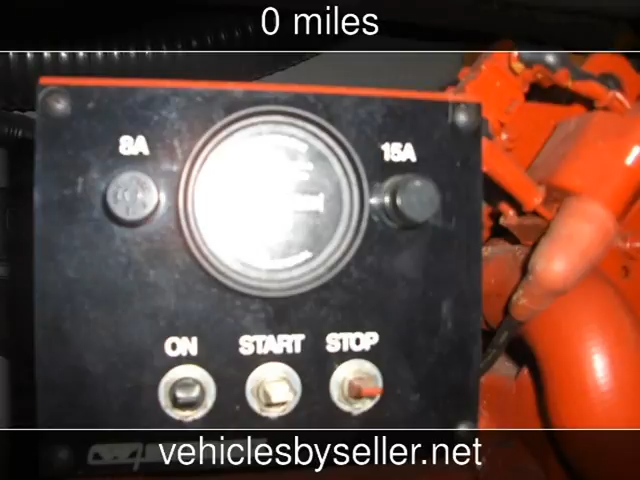 0 miles
8A
15A
ON START STOP
vehiclesbyseller.net